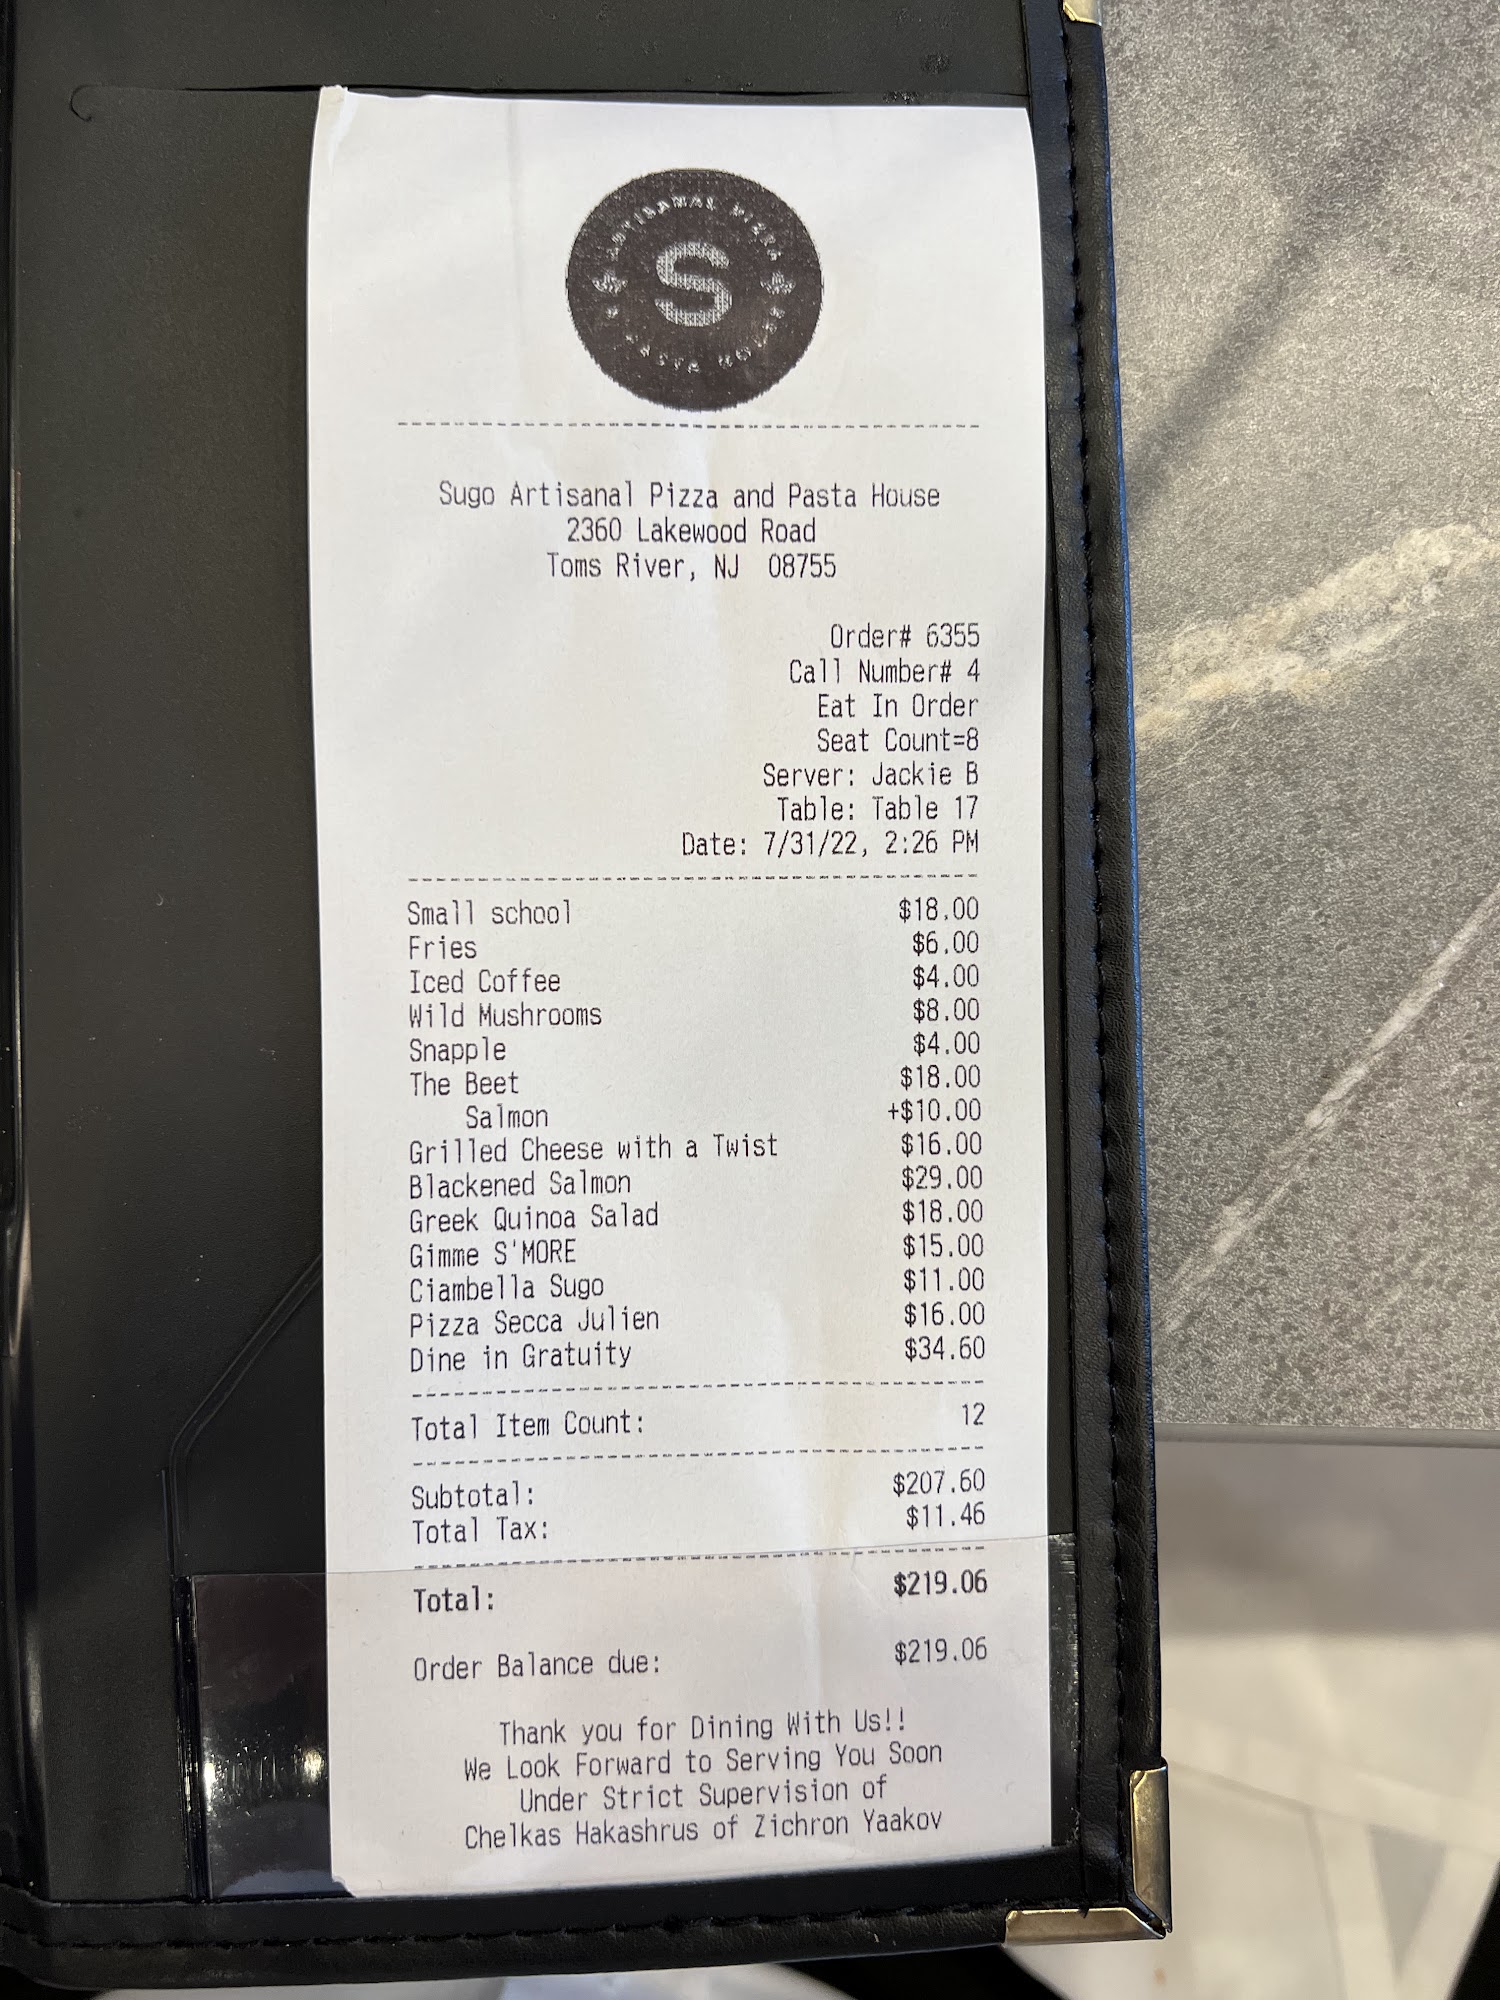 ARTISANAL PIZZA
S
& PASTA HOUSE
Sugo Artisanal Pizza and Pasta House
2360 Lakewood Road
Toms River, NJ 08755
Order# 6355
Call Number# 4
Eat In Order
Seat Count=8
Server: Jackie B
Table: Table 17
Date: 7/31/22, 2:26 PM
Small school $18.00
Fries $6.00
Iced Coffee $4.00
Wild Mushrooms $8.00
Snapple $4.00
The Beet $18.00
Salmon +$10.00
Grilled Cheese with a Twist $16.00
Blackened Salmon $29.00
Greek Quinoa Salad $18.00
Gimme S'MORE $15.00
Ciambella Sugo $11.00
Pizza Secca Julien $16.00
Dine in Gratuity $34.60
Total Item Count: 12
Subtotal: $207.60
Total Tax: $11.46
Total: $219.06
Order Balance due: $219.06
Thank you for Dining With Us!!
We Look Forward to Serving You Soon
Under Strict Supervision of
Chelkas Hakashrus of Zichron Yaakov